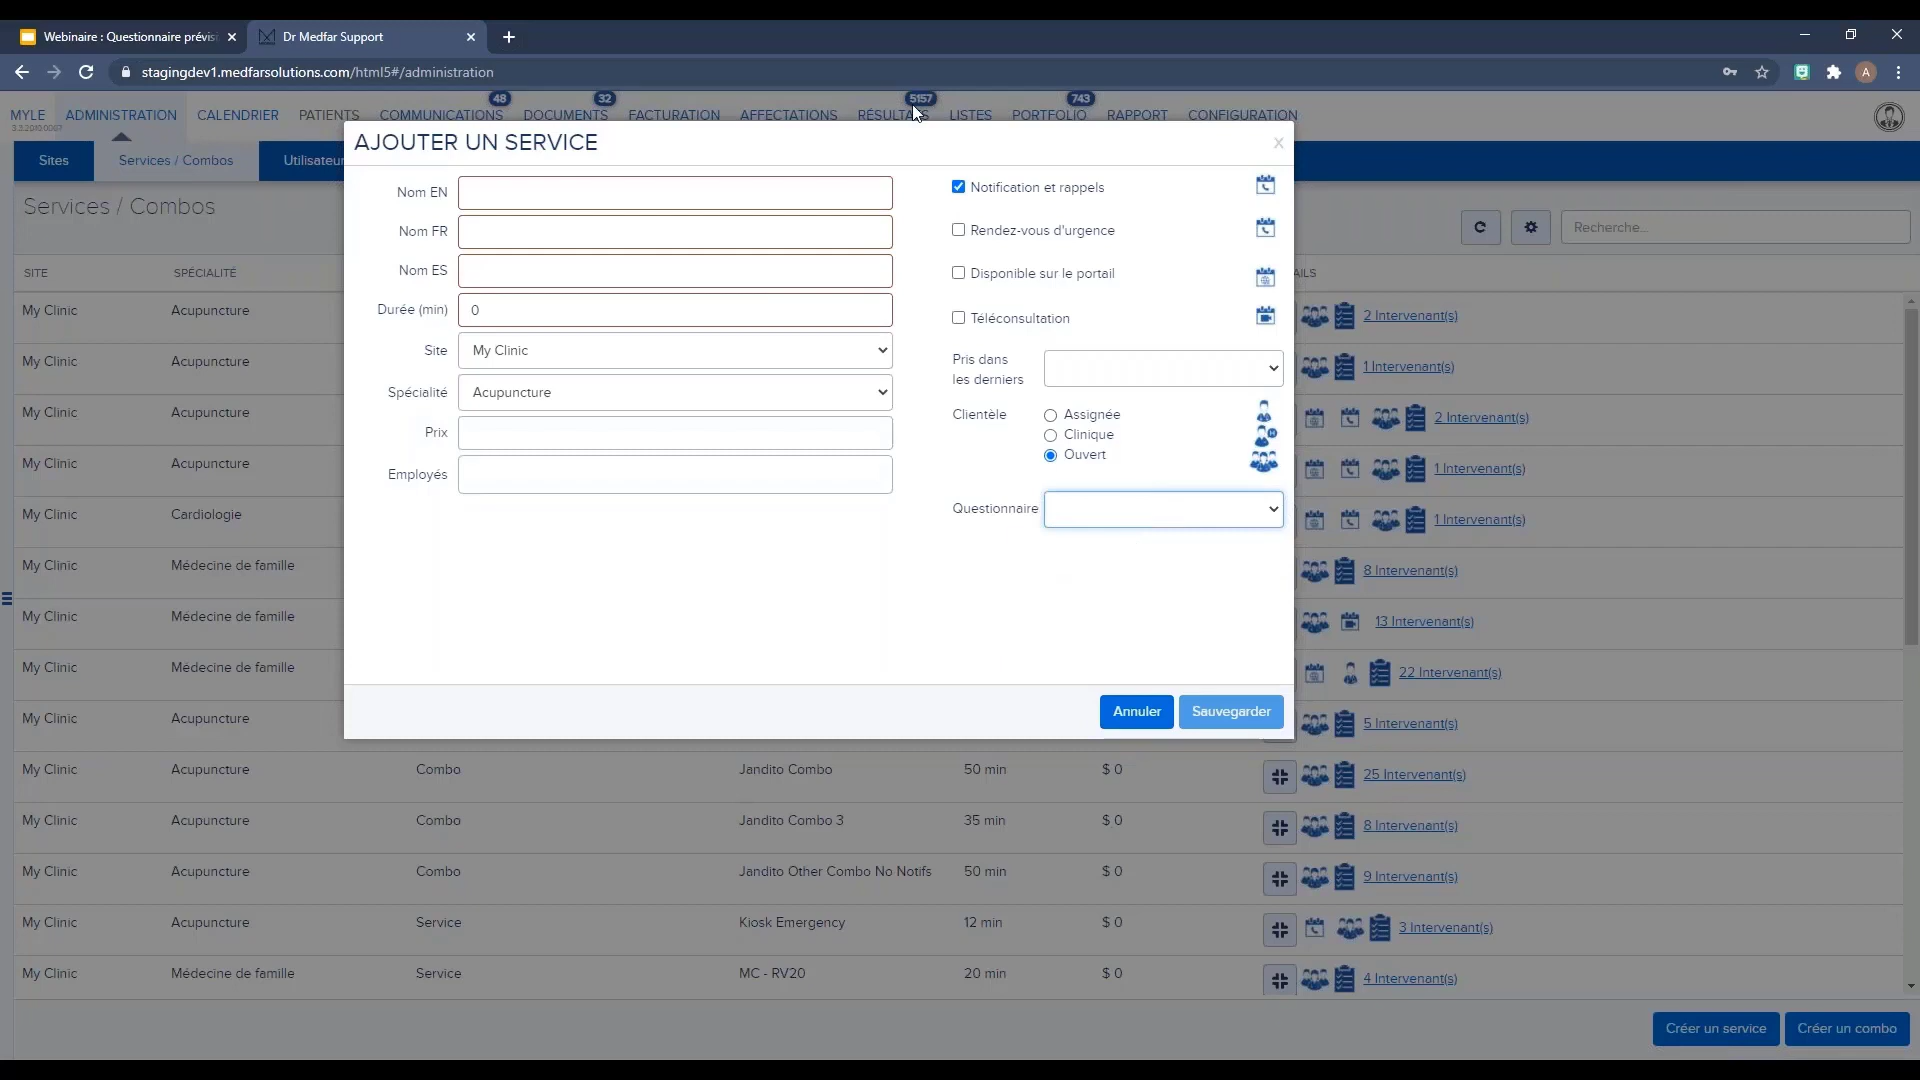 Webinaire : Questionnaire prévis
Dr Medfar Support
stagingdev1.medfarsolutions.com/html5#/administration
A
48
32
5157
743
MYLE
ADMINISTRATION
CALENDRIER
PATIENTS
COMMUNICATIONS
DOCUMENTS
FACTURATION
AFFECTATIONS
RÉSULTATS
LISTES
PORTFOLIO
RAPPORT
CONFIGURATION
Sites
Services / Combos
Utilisateur
Services / Combos
Recherche...
SITE
SPÉCIALITÉ
AILS
AJOUTER UN SERVICE
x
Nom EN
Nom FR
Nom ES
Durée (min) 0
Site My Clinic
Spécialité Acupuncture
Prix
Employés
Notification et rappels
Rendez-vous d'urgence
Disponible sur le portail
Téléconsultation
Pris dans
les derniers
Clientèle
Assignée
Clinique
Ouvert
Questionnaire
Annuler
Sauvegarder
My Clinic Acupuncture 2 Intervenant(s)
My Clinic Acupuncture 1 Intervenant(s)
My Clinic Acupuncture 2 Intervenant(s)
My Clinic Acupuncture 1 Intervenant(s)
My Clinic Cardiologie 1 Intervenant(s)
My Clinic Médecine de famille 8 Intervenant(s)
My Clinic Médecine de famille 13 Intervenant(s)
My Clinic Médecine de famille 22 Intervenant(s)
My Clinic Acupuncture 5 Intervenant(s)
My Clinic Acupuncture Combo Jandito Combo 50 min $ 0 25 Intervenant(s)
My Clinic Acupuncture Combo Jandito Combo 3 35 min $ 0 8 Intervenant(s)
My Clinic Acupuncture Combo Jandito Other Combo No Notifs 50 min $ 0 9 Intervenant(s)
My Clinic Acupuncture Service Kiosk Emergency 12 min $ 0 3 Intervenant(s)
My Clinic Médecine de famille Service MC - RV20 20 min $ 0 4 Intervenant(s)
Créer un service
Créer un combo